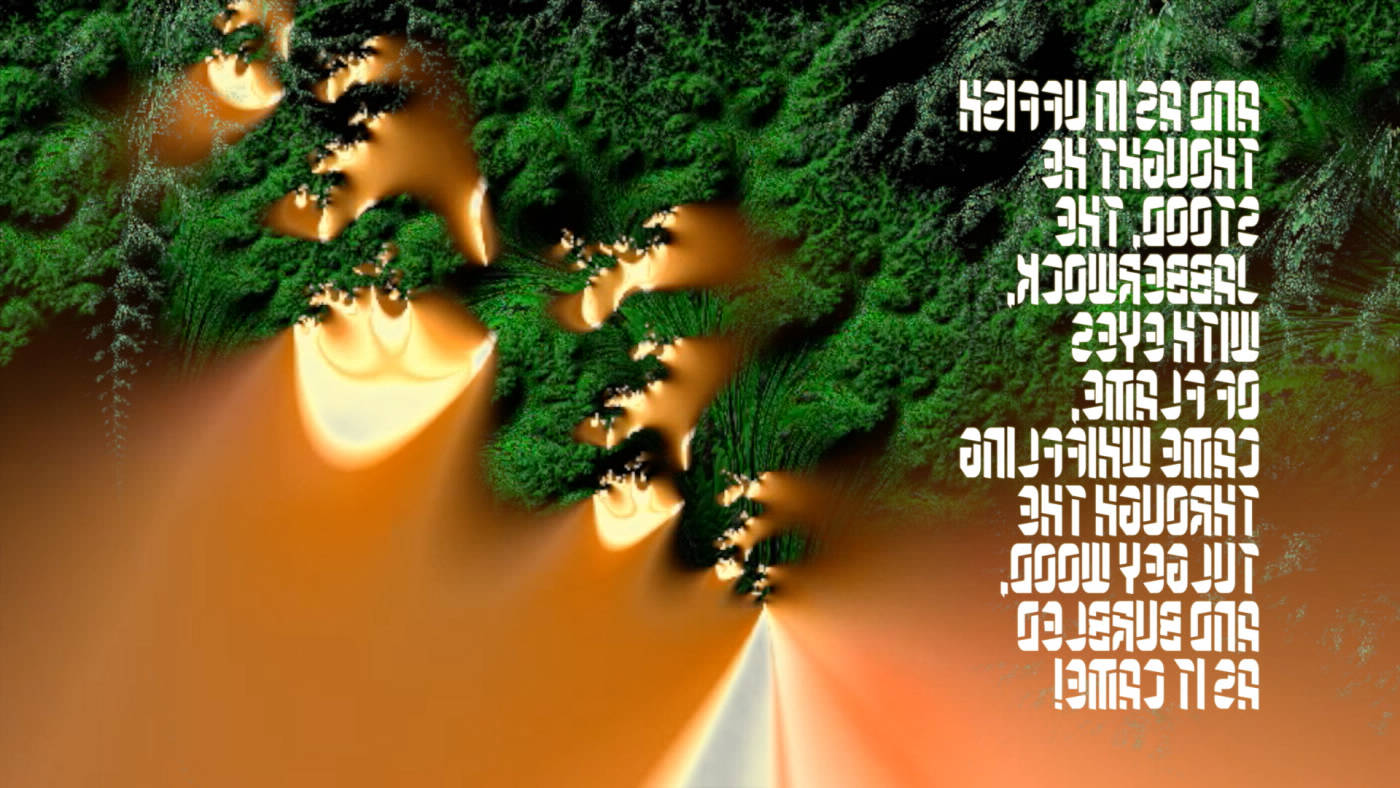 AND AS IN UFFISH
THOUGHT HE
STOOD, THE
JABBERWOCK,
WITH EYES
OF FLAME,
CAME WHIFFLING
THROUGH THE
TULGEY WOOD,
AND BURBLED
AS IT CAME!